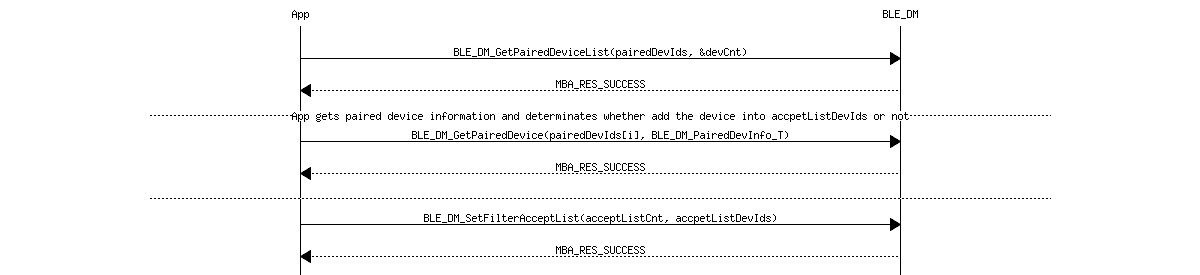 App BLE_DM
BLE_DM_GetPairedDeviceList(pairedDevIds, &devCnt)
MBA_RES_SUCCESS
App gets paired device information and determinates whether add the device into accpetListDevIds or not
BLE_DM_GetPairedDevice(pairedDevIds[i], BLE_DM_PairedDevInfo_T)
MBA_RES_SUCCESS
BLE_DM_SetFilterAcceptList(acceptListCnt, accpetListDevIds)
MBA_RES_SUCCESS